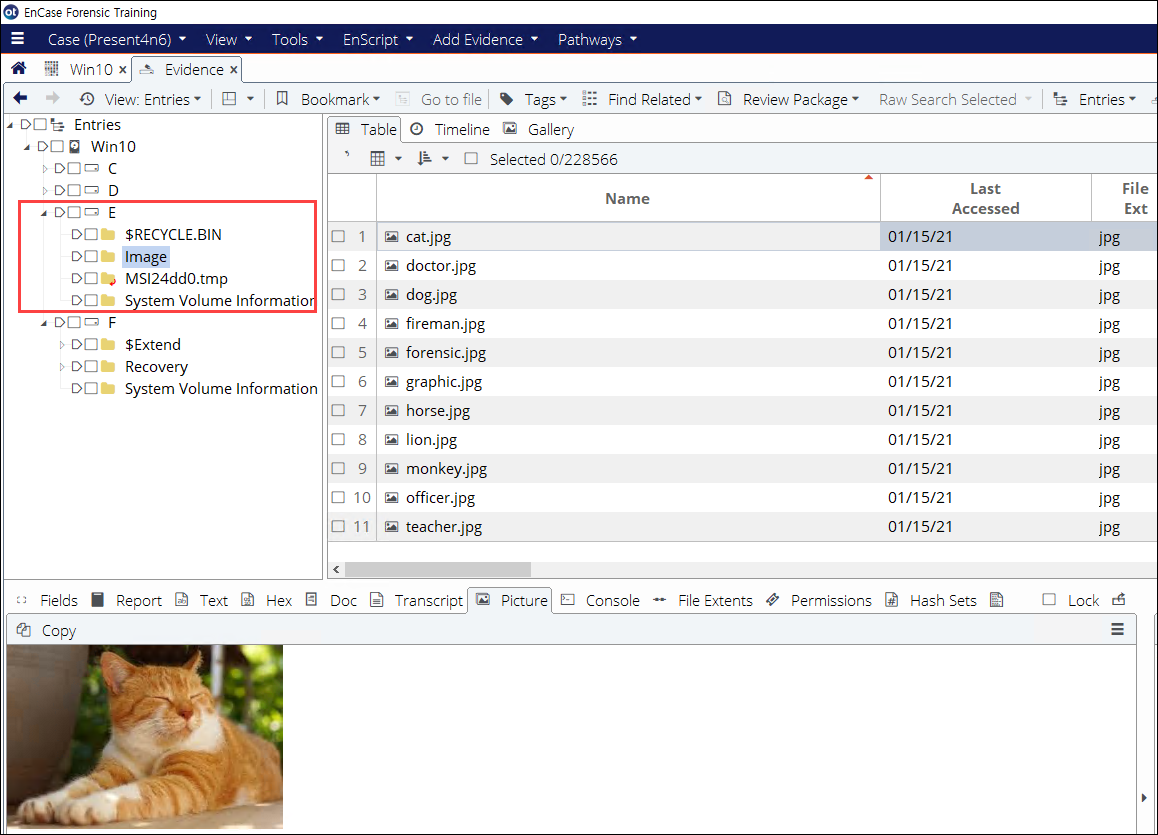 EnCase Forensic Training
Case (Present4n6) View Tools EnScript Add Evidence Pathways
Win10 x Evidence x
View: Entries Bookmark Go to file Tags Find Related Review Package Raw Search Selected Entries
Entries
Win10
C
D
E
$RECYCLE.BIN
Image
MSI24dd0.tmp
System Volume Information
F
$Extend
Recovery
System Volume Information
Table Timeline Gallery
Selected 0/228566
Name Last Accessed File Ext
1 cat.jpg 01/15/21 jpg
2 doctor.jpg 01/15/21 jpg
3 dog.jpg 01/15/21 jpg
4 fireman.jpg 01/15/21 jpg
5 forensic.jpg 01/15/21 jpg
6 graphic.jpg 01/15/21 jpg
7 horse.jpg 01/15/21 jpg
8 lion.jpg 01/15/21 jpg
9 monkey.jpg 01/15/21 jpg
10 officer.jpg 01/15/21 jpg
11 teacher.jpg 01/15/21 jpg
Fields Report Text Hex Doc Transcript Picture Console File Extents Permissions Hash Sets Lock
Copy